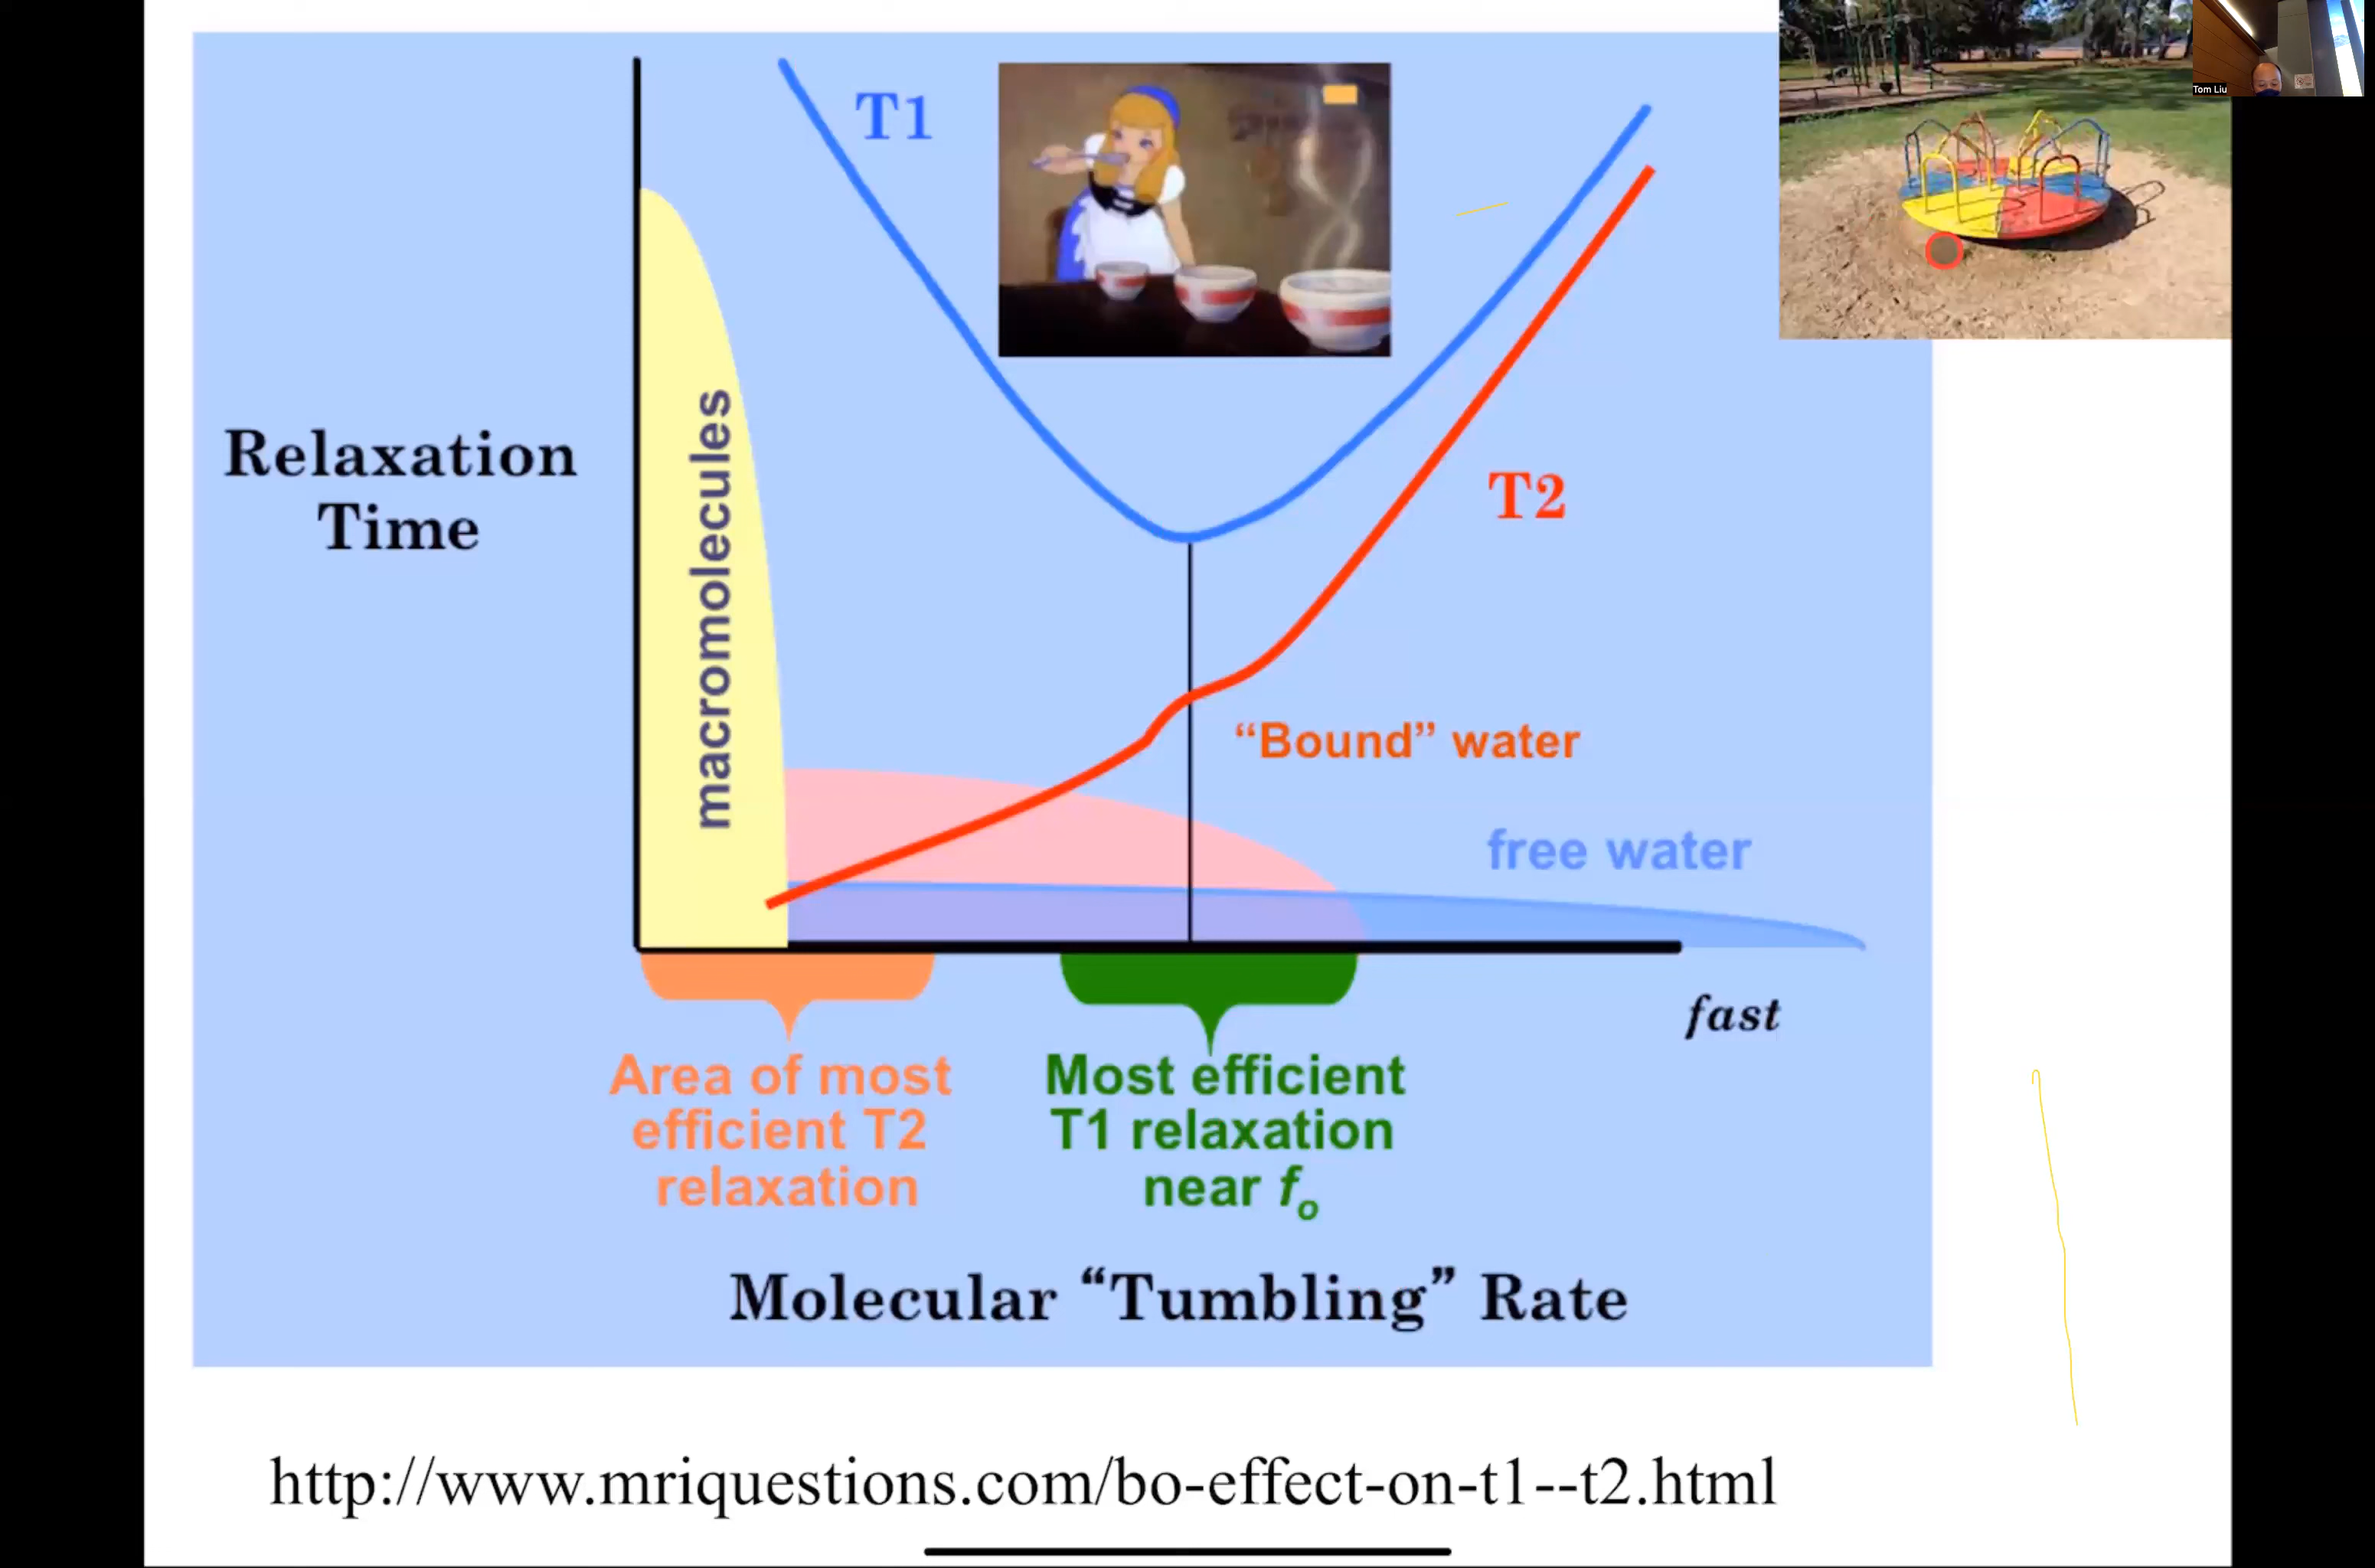 Tom Liu
T1
Relaxation
Time
macromolecules
T2
“Bound” water
free water
fast
Area of most
efficient T2
relaxation
Most efficient
T1 relaxation
near fo
Molecular “Tumbling” Rate
http://www.mriquestions.com/bo-effect-on-t1--t2.html